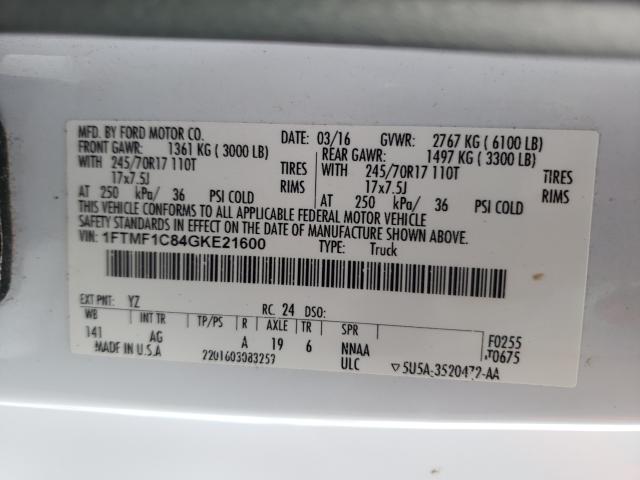 MFD. BY FORD MOTOR CO.
DATE: 03/16 GVWR: 2767 KG ( 6100 LB)
FRONT GAWR: 1361 KG ( 3000 LB)
REAR GAWR: 1497 KG ( 3300 LB)
WITH 245/70R17 110T TIRES
WITH 245/70R17 110T TIRES
17x7.5J RIMS
17x7.5J RIMS
AT 250 kPa/ 36 PSI COLD
AT 250 kPa/ 36 PSI COLD
THIS VEHICLE CONFORMS TO ALL APPLICABLE FEDERAL MOTOR VEHICLE
SAFETY STANDARDS IN EFFECT ON THE DATE OF MANUFACTURE SHOWN ABOVE.
VIN: 1FTMF1C84GKE21600
TYPE: Truck
EXT PNT: YZ RC: 24 DSO:
WB INT TR TP/PS R AXLE TR SPR
141 AG A 19 6 NNAA
F0255
T0675
MADE IN U.S.A
2201603083253
ULC
5U5A-3520472-AA